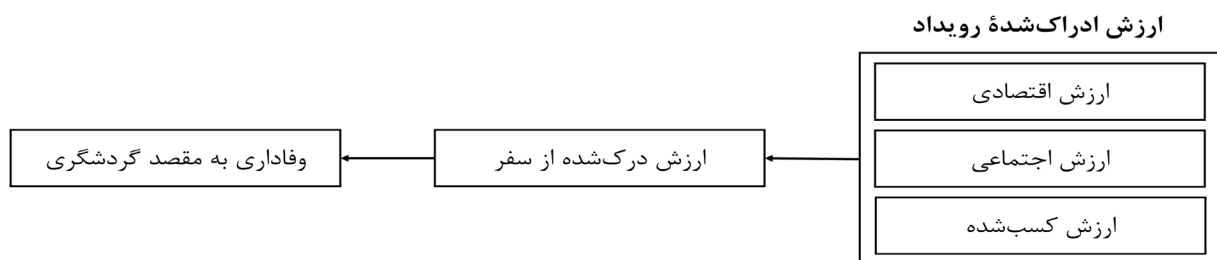 ارزش ادراک‌شدهٔ رویداد
ارزش اقتصادی
ارزش اجتماعی
ارزش کسب‌شده
ارزش درک‌شده از سفر
وفاداری به مقصد گردشگری